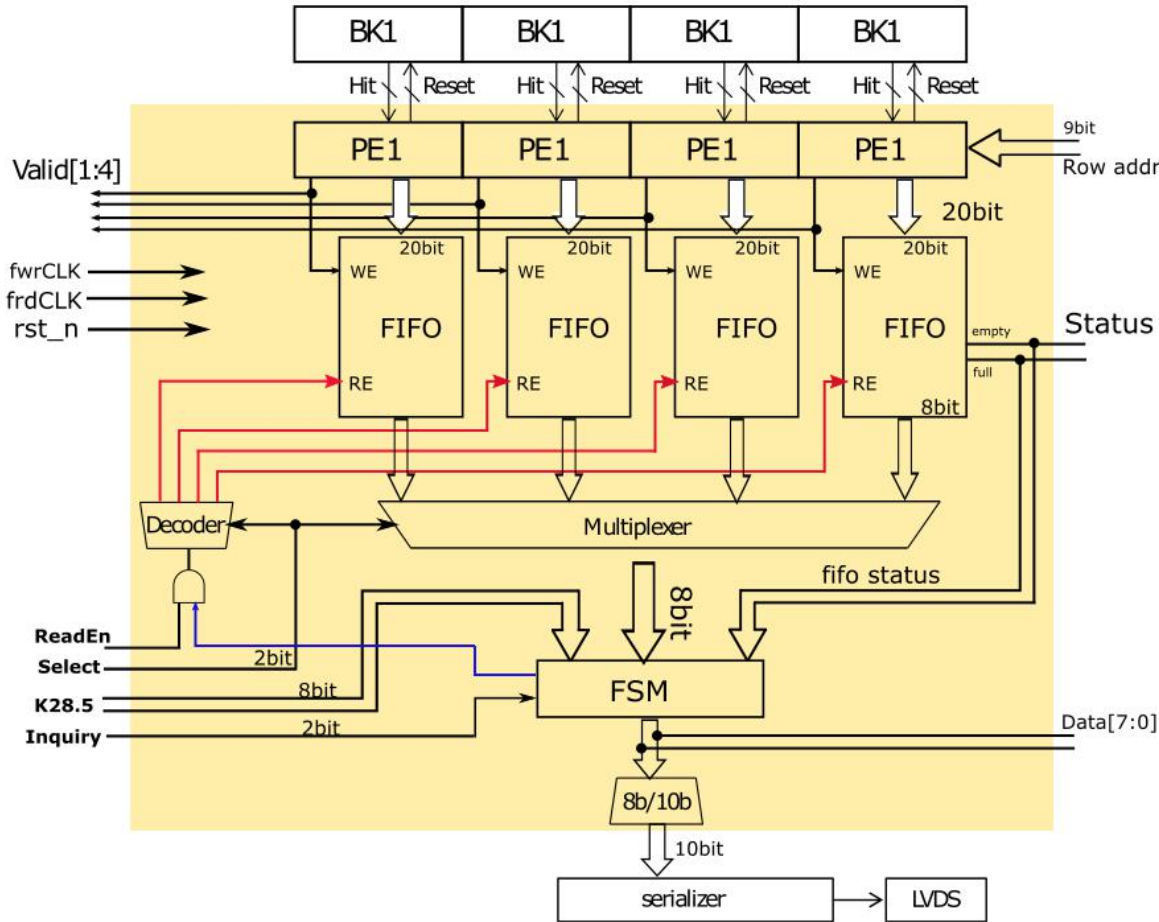 BK1 BK1 BK1 BK1
Hit Reset Hit Reset Hit Reset Hit Reset
PE1 PE1 PE1 PE1
9bit
Row addr
Valid[1:4]
20bit
20bit 20bit 20bit 20bit
WE WE WE WE
fwrCLK
frdCLK
rst_n
FIFO FIFO FIFO FIFO
empty
Status
full
RE RE RE RE
8bit
Decoder
Multiplexer
fifo status
8bit
ReadEn
Select
2bit
8bit
K28.5
FSM
Inquiry
2bit
Data[7:0]
8b/10b
10bit
serializer
LVDS